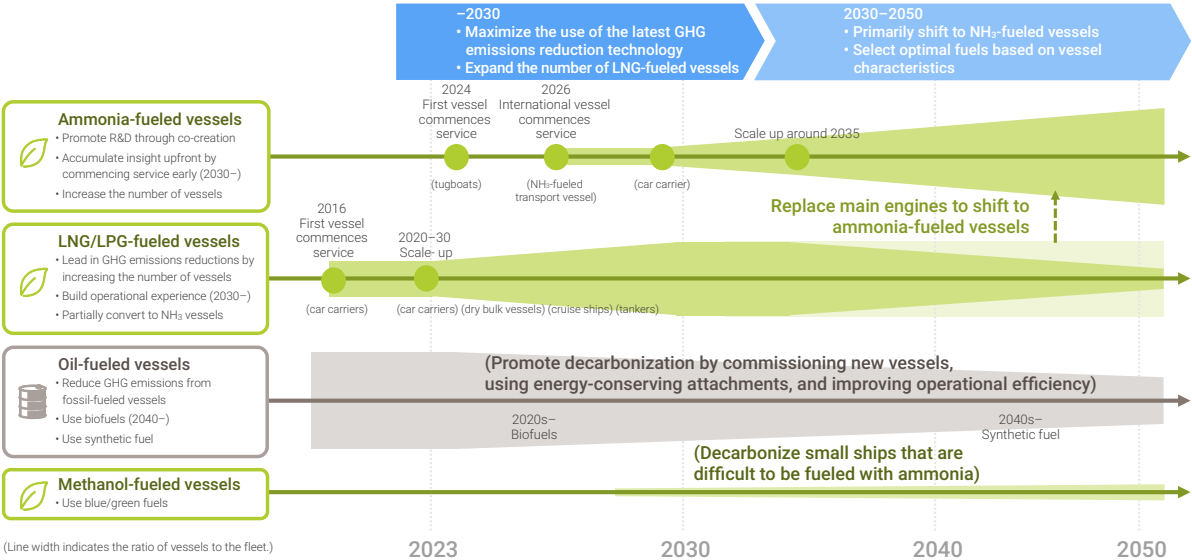 –2030
• Maximize the use of the latest GHG
emissions reduction technology
• Expand the number of LNG-fueled vessels
2030–2050
• Primarily shift to NH₃-fueled vessels
• Select optimal fuels based on vessel
characteristics
Ammonia-fueled vessels
• Promote R&D through co-creation
• Accumulate insight upfront by
commencing service early (2030–)
• Increase the number of vessels
2024
First vessel
commences
service
(tugboats)
2026
International vessel
commences
service
(NH₃-fueled
transport vessel)
(car carrier)
Scale up around 2035
Replace main engines to shift to
ammonia-fueled vessels
LNG/LPG-fueled vessels
• Lead in GHG emissions reductions by
increasing the number of vessels
• Build operational experience (2030–)
• Partially convert to NH₃ vessels
2016
First vessel
commences
service
(car carriers)
2020–30
Scale- up
(car carriers) (dry bulk vessels) (cruise ships) (tankers)
Oil-fueled vessels
• Reduce GHG emissions from
fossil-fueled vessels
• Use biofuels (2040–)
• Use synthetic fuel
(Promote decarbonization by commissioning new vessels,
using energy-conserving attachments, and improving operational efficiency)
2020s–
Biofuels
2040s–
Synthetic fuel
Methanol-fueled vessels
• Use blue/green fuels
(Decarbonize small ships that are
difficult to be fueled with ammonia)
(Line width indicates the ratio of vessels to the fleet.)
2023
2030
2040
2050